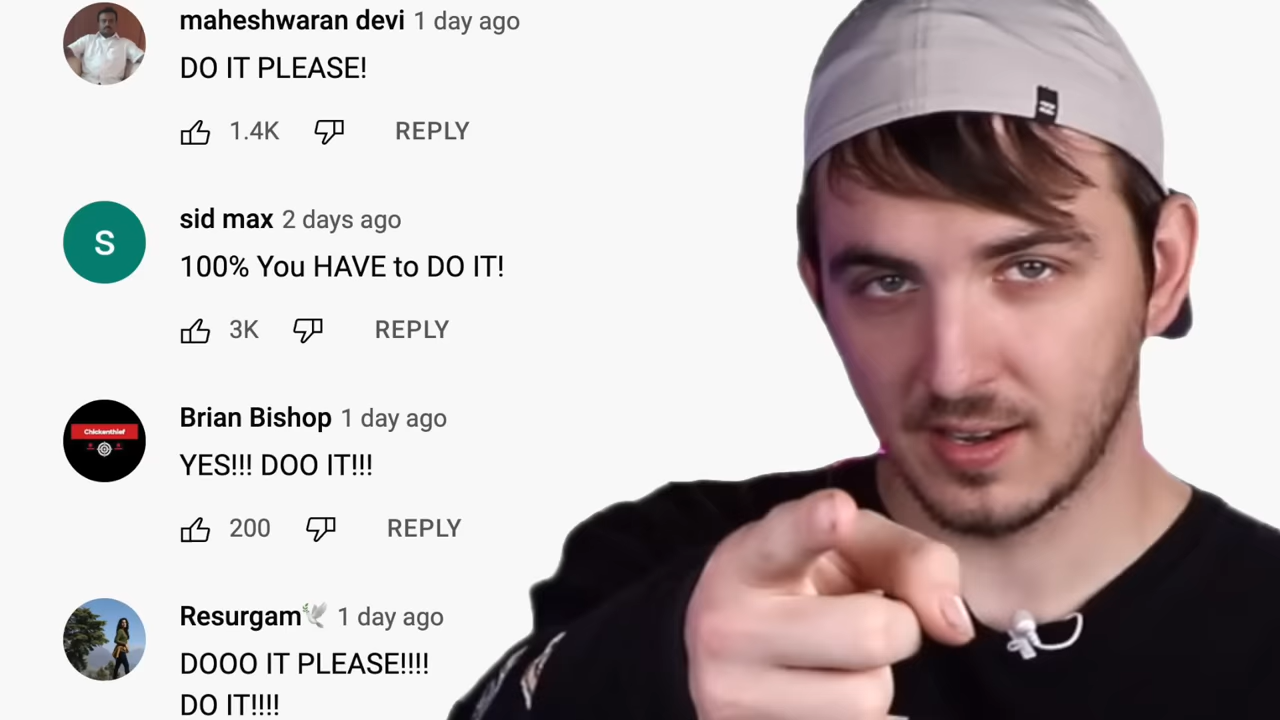 maheshwaran devi 1 day ago
DO IT PLEASE!
1.4K REPLY
S
sid max 2 days ago
100% You HAVE to DO IT!
3K REPLY
Chickenthief
Brian Bishop 1 day ago
YES!!! DOO IT!!!
200 REPLY
Resurgam🕊 1 day ago
DOOO IT PLEASE!!!!
DO IT!!!!